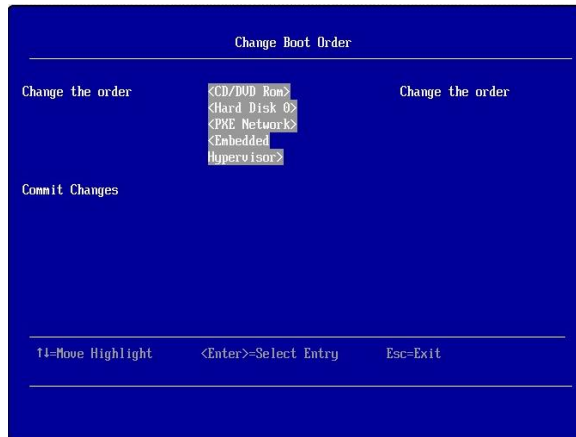 Change Boot Order
Change the order <CD/DVD Rom> Change the order
<Hard Disk 0>
<PXE Network>
<Embedded
Hypervisor>
Commit Changes
↑↓=Move Highlight <Enter>=Select Entry Esc=Exit